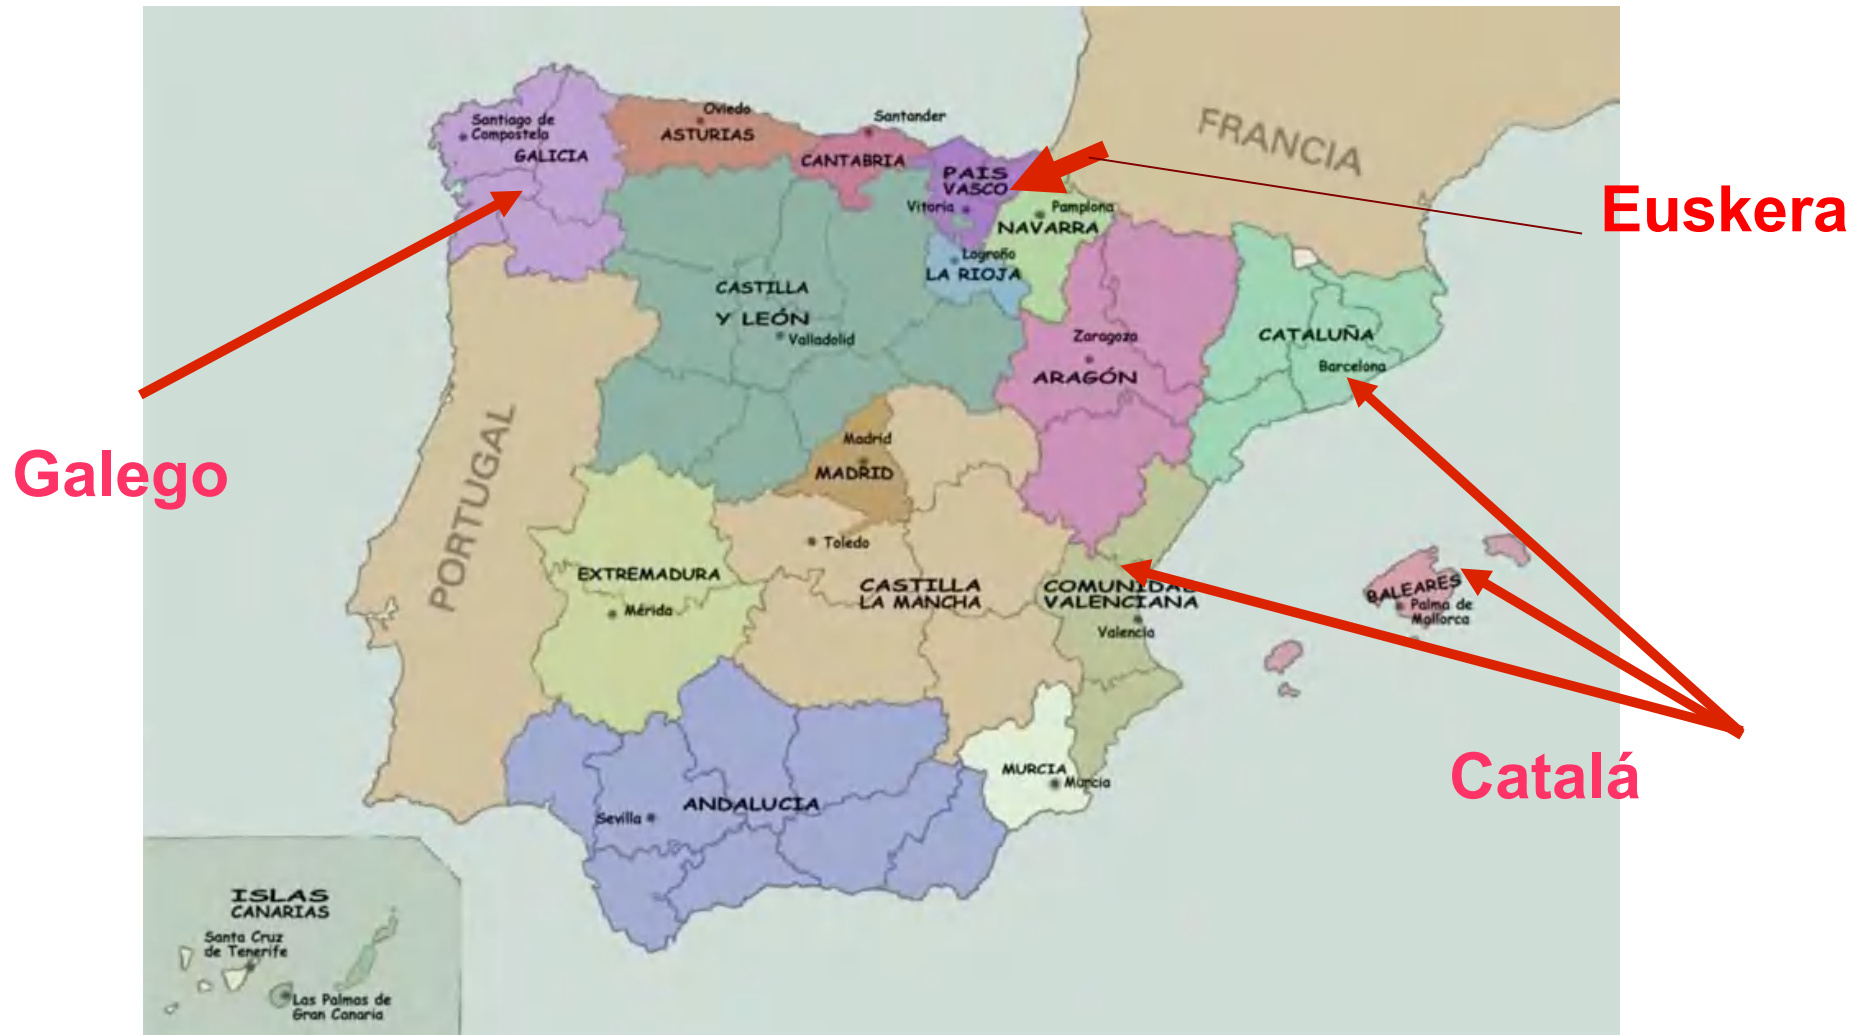 Oviedo
ASTURIAS
Santander
CANTABRIA
Santiago de
Compostela
GALICIA
FRANCIA
PAIS
VASCO
Vitoria
Pamplona
NAVARRA
Euskera
Logroño
LA RIOJA
CASTILLA
Y LEÓN
Valladolid
Zaragoza
ARAGÓN
CATALUÑA
Barcelona
Galego
PORTUGAL
Madrid
MADRID
Toledo
EXTREMADURA
Mérida
CASTILLA
LA MANCHA
COMUNIDAD
VALENCIANA
Valencia
BALEARES
Palma de
Mallorca
Catalá
MURCIA
Murcia
ANDALUCIA
Sevilla
ISLAS
CANARIAS
Santa Cruz
de Tenerife
Las Palmas de
Gran Canaria